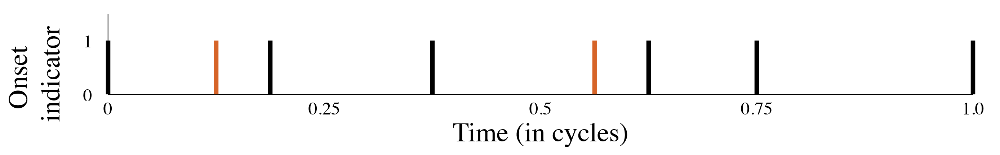 Onset
indicator
1
0
0 0.25 0.5 0.75 1.0
Time (in cycles)